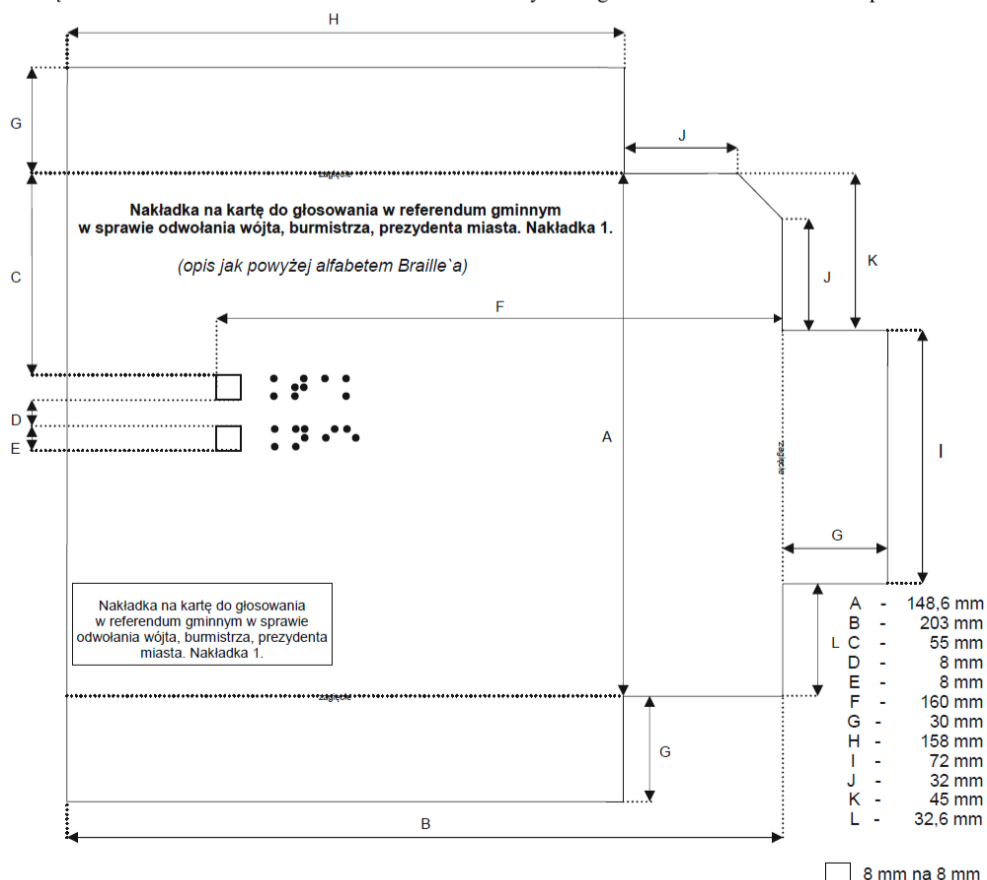 H
G
J
zagięcie
Nakładka na kartę do głosowania w referendum gminnym
w sprawie odwołania wójta, burmistrza, prezydenta miasta. Nakładka 1.
(opis jak powyżej alfabetem Braille`a)
C
K
J
F
D
E
A
zagięcie
I
G
Nakładka na kartę do głosowania
w referendum gminnym w sprawie
odwołania wójta, burmistrza, prezydenta
miasta. Nakładka 1.
L
A - 148,6 mm
B - 203 mm
C - 55 mm
D - 8 mm
E - 8 mm
F - 160 mm
G - 30 mm
H - 158 mm
I - 72 mm
J - 32 mm
K - 45 mm
L - 32,6 mm
zagięcie
G
B
8 mm na 8 mm